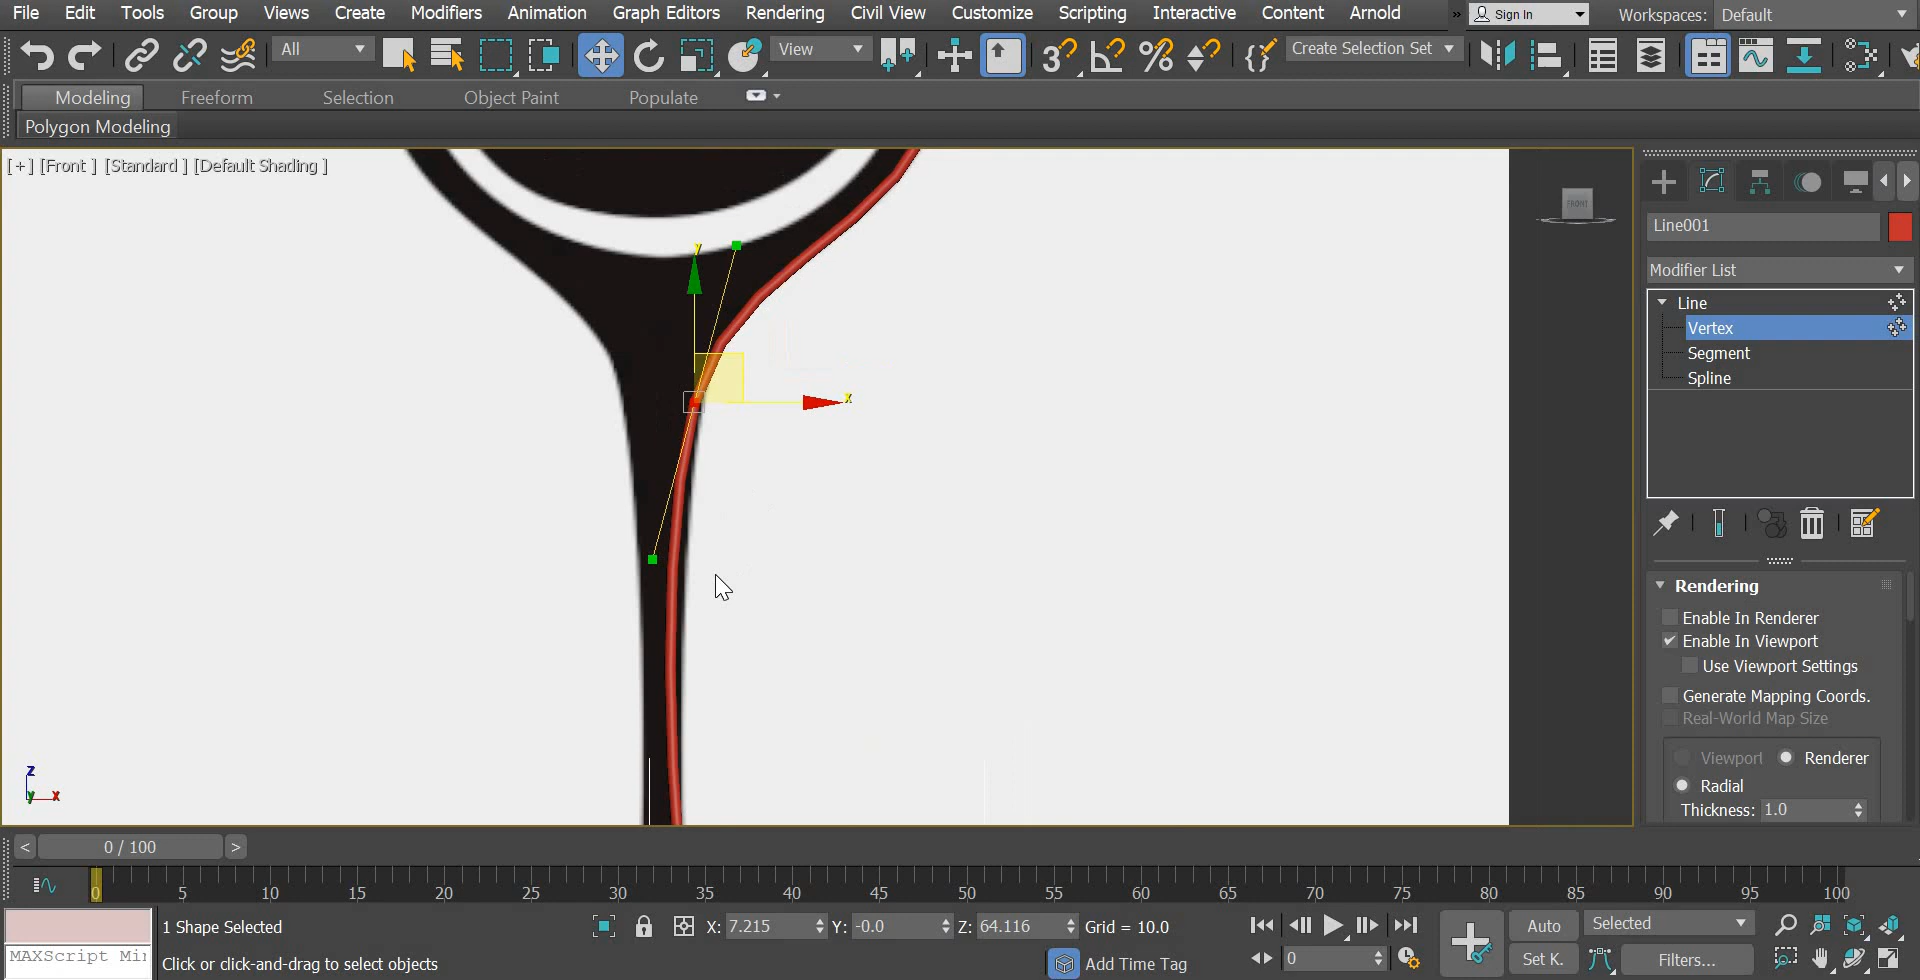 File Edit Tools Group Views Create Modifiers Animation Graph Editors Rendering Civil View Customize Scripting Interactive Content Arnold » Sign In Workspaces: Default
All View Create Selection Set
Modeling Freeform Selection Object Paint Populate
Polygon Modeling
[+] [Front ] [Standard ] [Default Shading ]
FRONT
Line001
Modifier List
Line
Vertex
Segment
Spline
y
x
Rendering
Enable In Renderer
Enable In Viewport
Use Viewport Settings
Generate Mapping Coords.
Real-World Map Size
Viewport Renderer
Radial
Thickness: 1.0
z
y x
< 0 / 100 >
0 5 10 15 20 25 30 35 40 45 50 55 60 65 70 75 80 85 90 95 100
1 Shape Selected X: 7.215 Y: -0.0 Z: 64.116 Grid = 10.0 Auto Selected
MAXScript Mi Click or click-and-drag to select objects Add Time Tag 0 Set K. Filters...